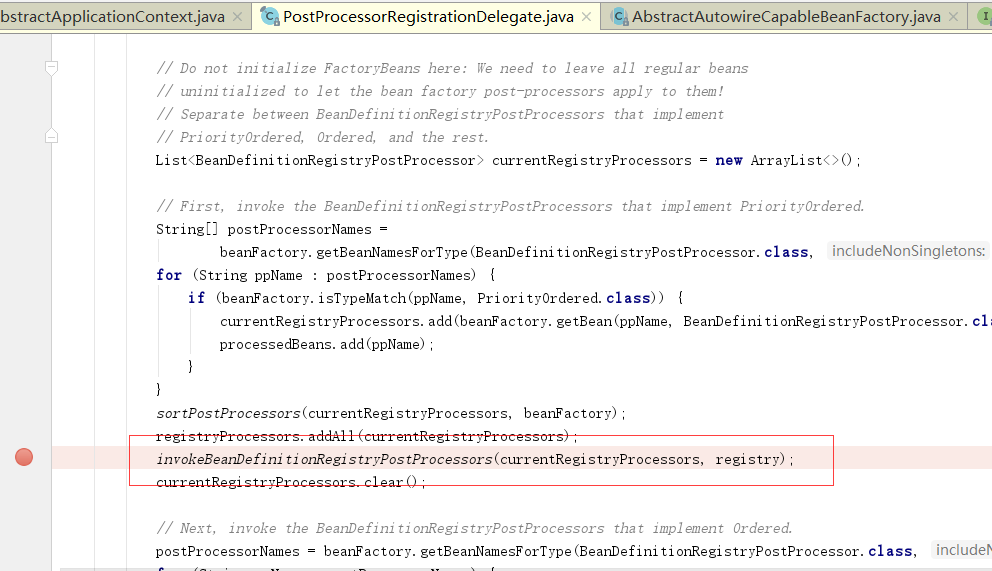 bstractApplicationContext.java × PostProcessorRegistrationDelegate.java × AbstractAutowireCapableBeanFactory.java ×
// Do not initialize FactoryBeans here: We need to leave all regular beans
// uninitialized to let the bean factory post-processors apply to them!
// Separate between BeanDefinitionRegistryPostProcessors that implement
// PriorityOrdered, Ordered, and the rest.
List<BeanDefinitionRegistryPostProcessor> currentRegistryProcessors = new ArrayList<>();
// First, invoke the BeanDefinitionRegistryPostProcessors that implement PriorityOrdered.
String[] postProcessorNames =
beanFactory.getBeanNamesForType(BeanDefinitionRegistryPostProcessor.class, includeNonSingletons:
for (String ppName : postProcessorNames) {
if (beanFactory.isTypeMatch(ppName, PriorityOrdered.class)) {
currentRegistryProcessors.add(beanFactory.getBean(ppName, BeanDefinitionRegistryPostProcessor.cl
processedBeans.add(ppName);
}
}
sortPostProcessors(currentRegistryProcessors, beanFactory);
registryProcessors.addAll(currentRegistryProcessors);
invokeBeanDefinitionRegistryPostProcessors(currentRegistryProcessors, registry);
currentRegistryProcessors.clear();
// Next, invoke the BeanDefinitionRegistryPostProcessors that implement Ordered.
postProcessorNames = beanFactory.getBeanNamesForType(BeanDefinitionRegistryPostProcessor.class, includeN